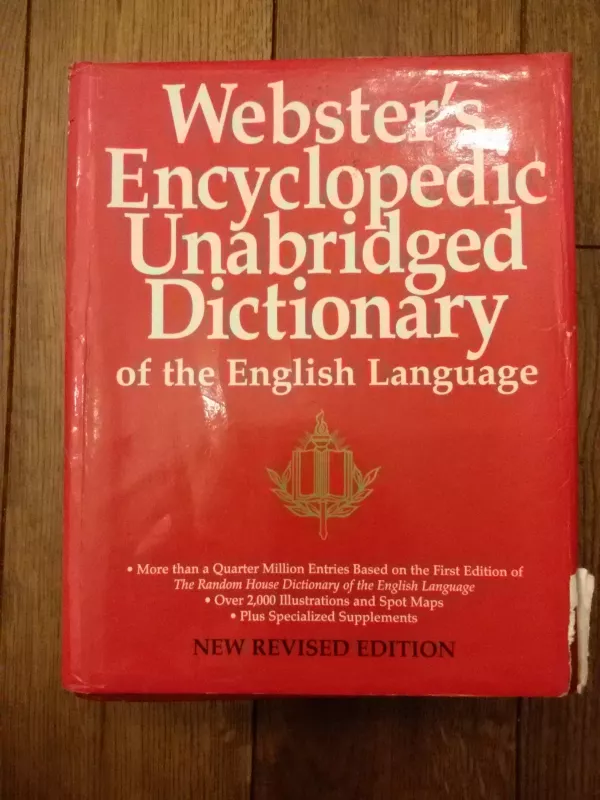 Webster's
Encyclopedic
Unabridged
Dictionary
of the English Language
• More than a Quarter Million Entries Based on the First Edition of
The Random House Dictionary of the English Language
• Over 2,000 Illustrations and Spot Maps
• Plus Specialized Supplements
NEW REVISED EDITION